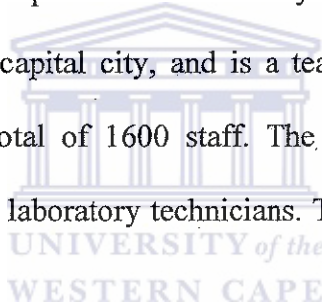 capital city, and is a tea
otal of 1600 staff. The
laboratory technicians. T
UNIVERSITY of the
WESTERN CAPE